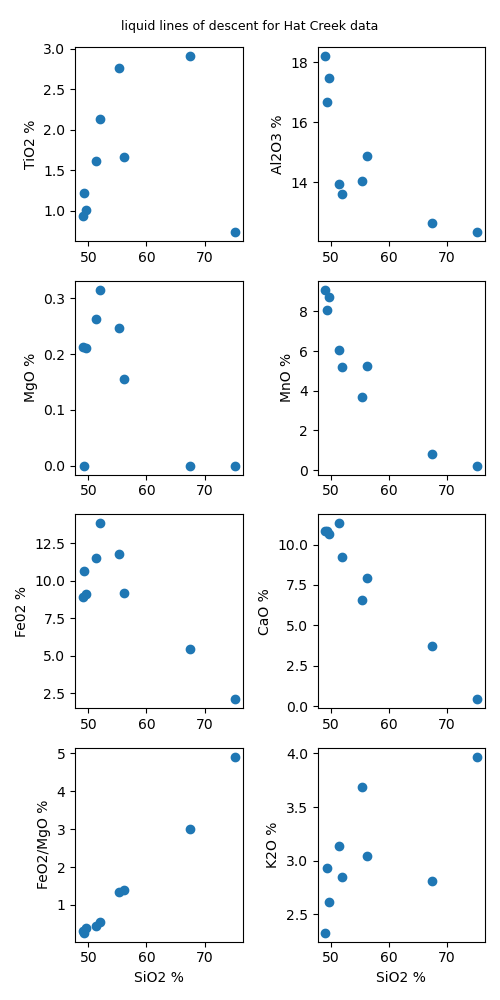 liquid lines of descent for Hat Creek data
TiO2 %
3.0
2.5
2.0
1.5
1.0
50 60 70
Al2O3 %
18
16
14
50 60 70
MgO %
0.3
0.2
0.1
0.0
50 60 70
MnO %
8
6
4
2
0
50 60 70
Fe02 %
12.5
10.0
7.5
5.0
2.5
50 60 70
CaO %
10.0
7.5
5.0
2.5
0.0
50 60 70
FeO2/MgO %
5
4
3
2
1
50 60 70
SiO2 %
K2O %
4.0
3.5
3.0
2.5
50 60 70
SiO2 %